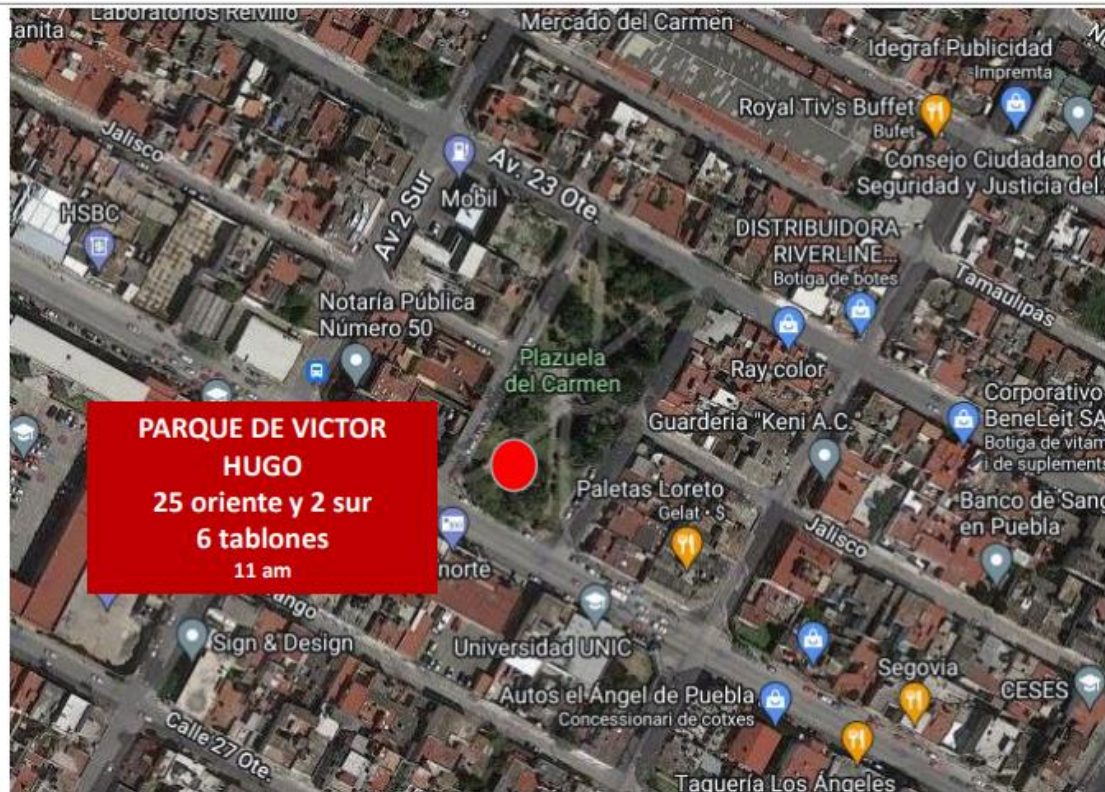 Laboratorios Reivillo
Mercado del Carmen
Idegraf Publicidad
Impremta
Royal Tiv's Buffet
Bufet
Jalisco
Consejo Ciudadano de
Seguridad y Justicia del...
Av. 23 Ote.
Av 2 Sur
Mobil
HSBC
DISTRIBUIDORA
RIVERLINE...
Botiga de botes
Tamaulipas
Notaría Pública
Número 50
Plazuela
del Carmen
Ray color
Corporativo
BeneLeit SA
Botiga de vitam
i de suplements
Guarderia "Keni A.C.
PARQUE DE VICTOR
HUGO
25 oriente y 2 sur
6 tablones
11 am
Paletas Loreto
Gelat • $
Banco de Sang
en Puebla
Jalisco
norte
ango
Sign & Design
Universidad UNIC
Segovia
CESES
Autos el Ángel de Puebla
Concessionari de cotxes
Calle 27 Ote.
Taquería Los Ángeles